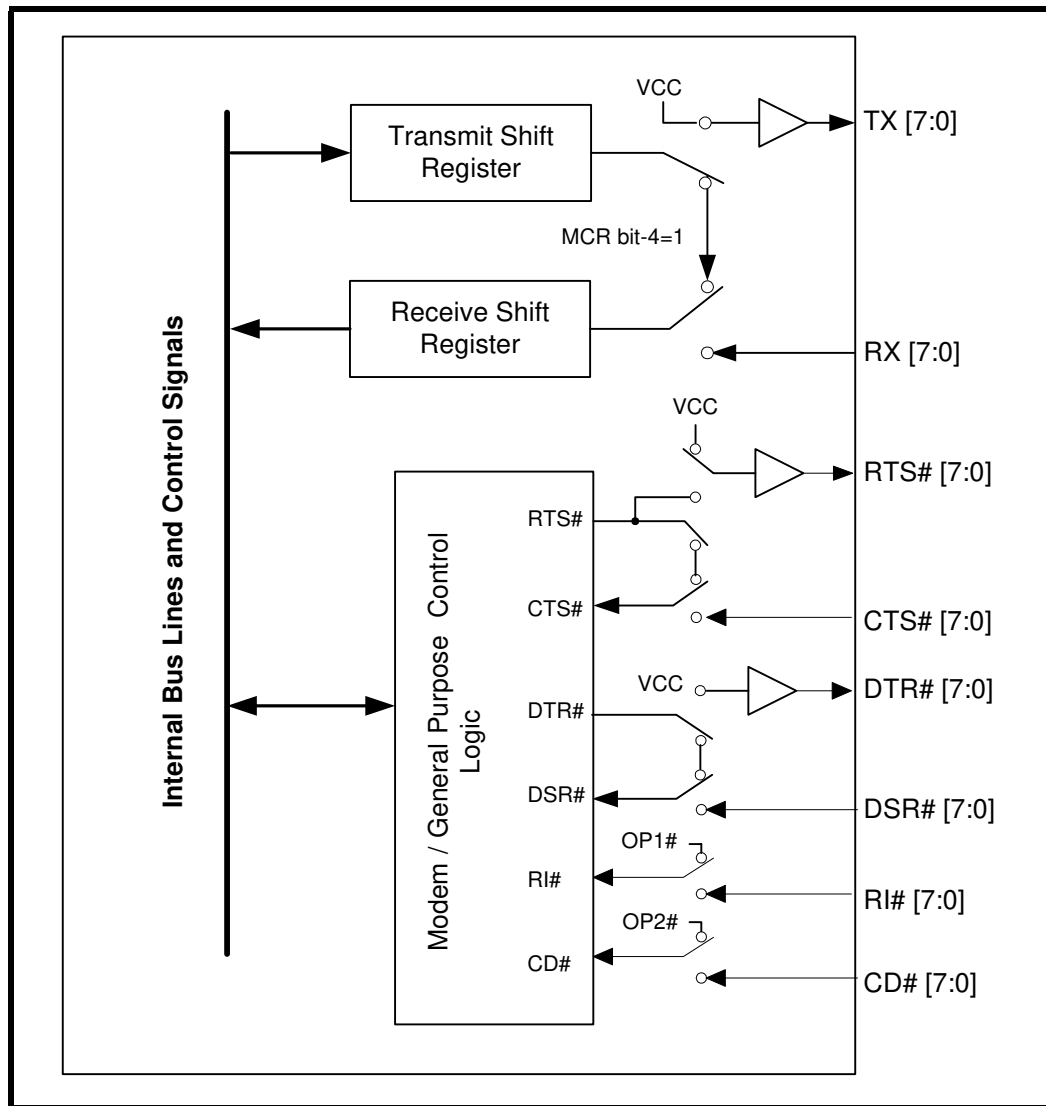 VCC
TX [7:0]
Transmit Shift
Register
MCR bit-4=1
Receive Shift
Register
RX [7:0]
Internal Bus Lines and Control Signals
VCC
RTS# [7:0]
Modem / General Purpose Control
Logic
RTS#
CTS#
CTS# [7:0]
VCC
DTR# [7:0]
DTR#
DSR#
DSR# [7:0]
OP1#
RI#
RI# [7:0]
OP2#
CD#
CD# [7:0]